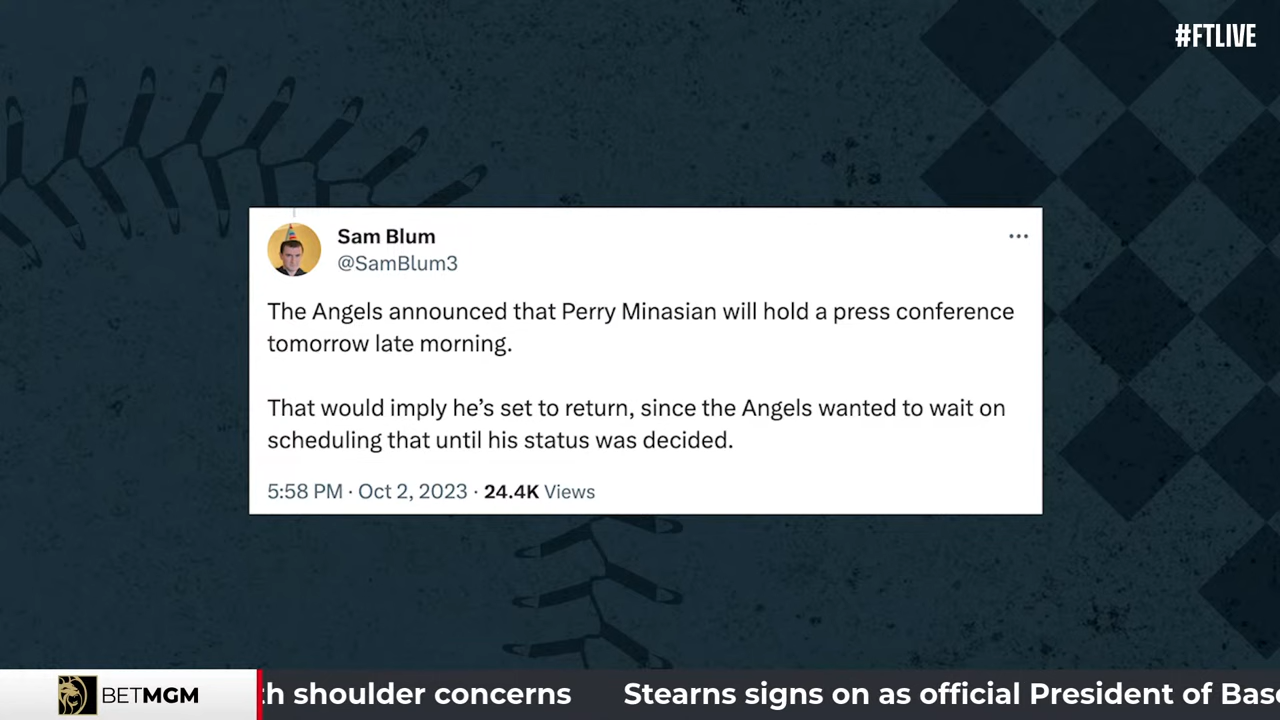 #FTLIVE
Sam Blum
@SamBlum3
The Angels announced that Perry Minasian will hold a press conference
tomorrow late morning.
That would imply he’s set to return, since the Angels wanted to wait on
scheduling that until his status was decided.
5:58 PM · Oct 2, 2023 · 24.4K Views
BETMGM
shoulder concerns Stearns signs on as official President of